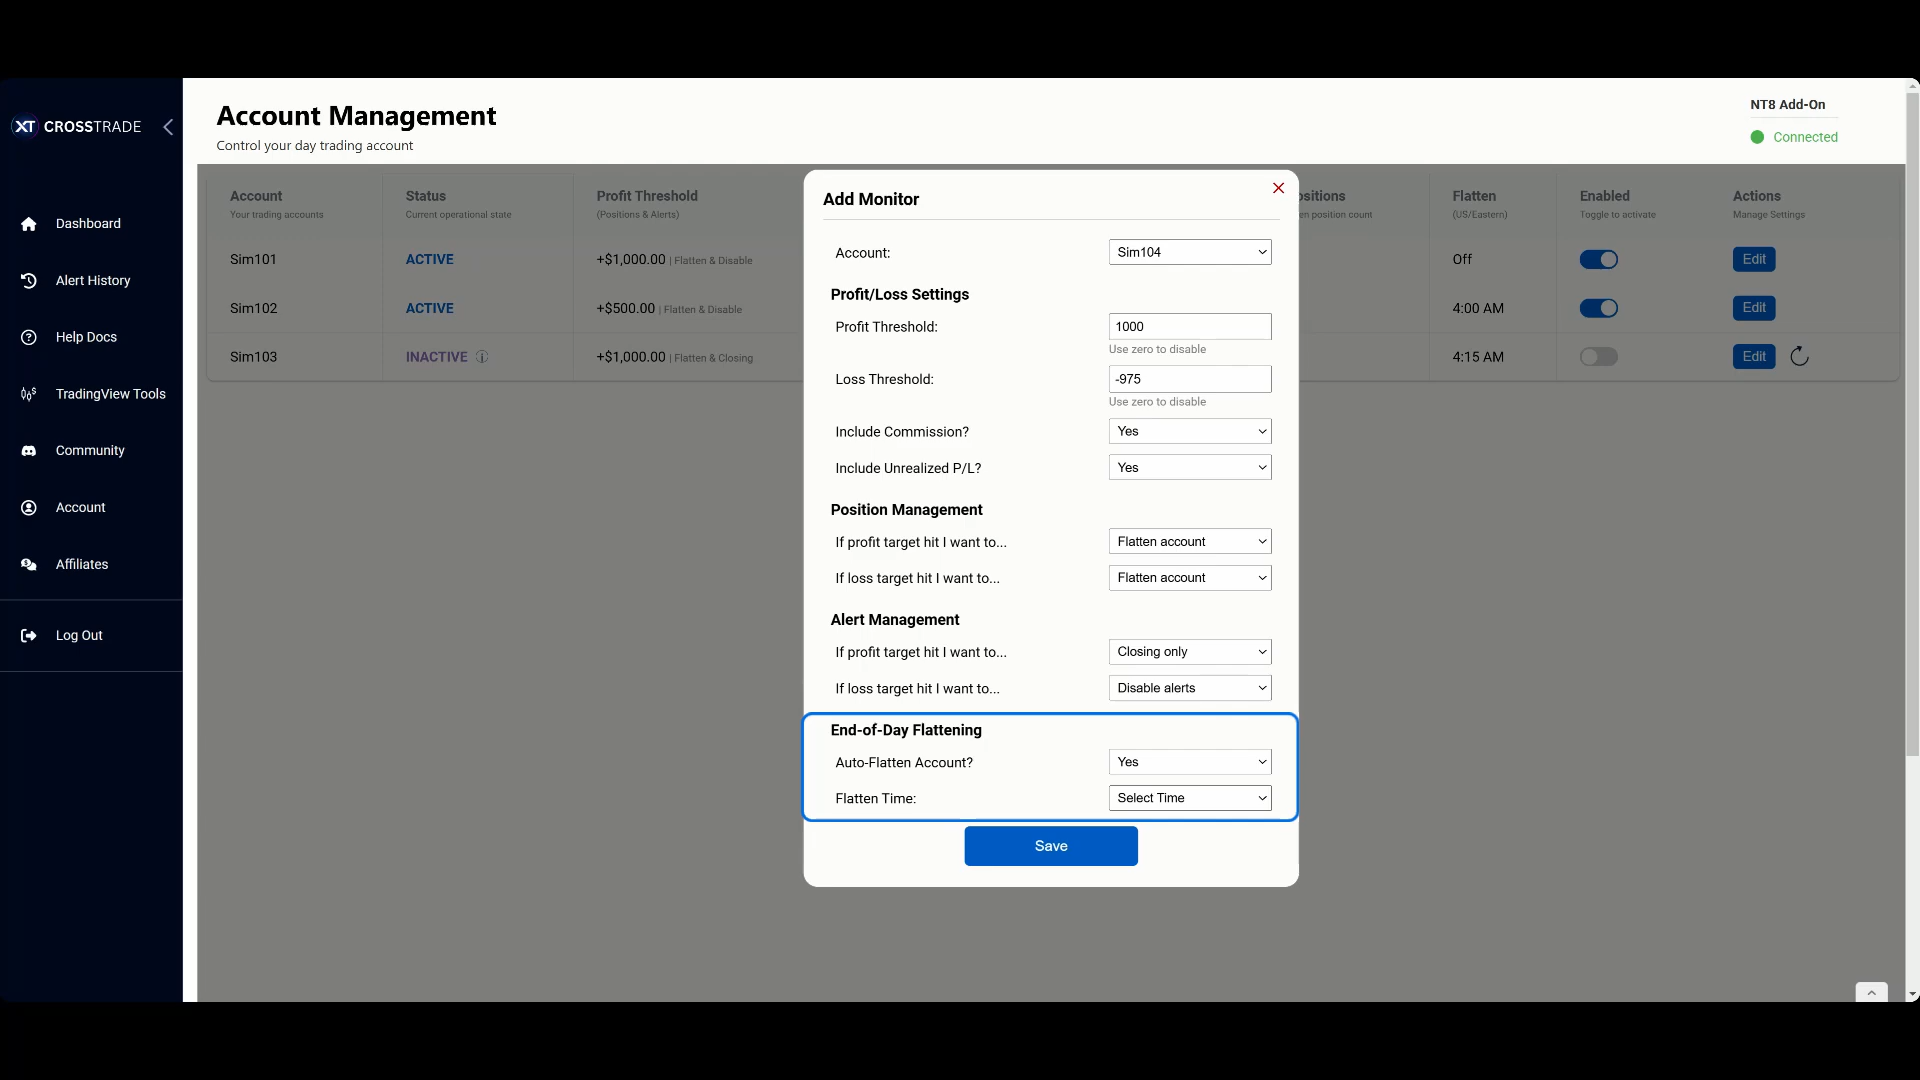 XT CROSSTRADE
Dashboard
Alert History
Help Docs
TradingView Tools
Community
Account
Affiliates
Log Out
Account Management
Control your day trading account
NT8 Add-On
Connected
Account Status Profit Threshold Flatten Enabled Actions
Your trading accounts Current operational state (Positions & Alerts) (US/Eastern) Toggle to activate Manage Settings
Sim101 ACTIVE +$1,000.00 | Flatten & Disable Off Edit
Sim102 ACTIVE +$500.00 | Flatten & Disable 4:00 AM Edit
Sim103 INACTIVE +$1,000.00 | Flatten & Closing 4:15 AM Edit
Add Monitor
Account: Sim104
Profit/Loss Settings
Profit Threshold: 1000
Use zero to disable
Loss Threshold: -975
Use zero to disable
Include Commission? Yes
Include Unrealized P/L? Yes
Position Management
If profit target hit I want to... Flatten account
If loss target hit I want to... Flatten account
Alert Management
If profit target hit I want to... Closing only
If loss target hit I want to... Disable alerts
End-of-Day Flattening
Auto-Flatten Account? Yes
Flatten Time: Select Time
Save